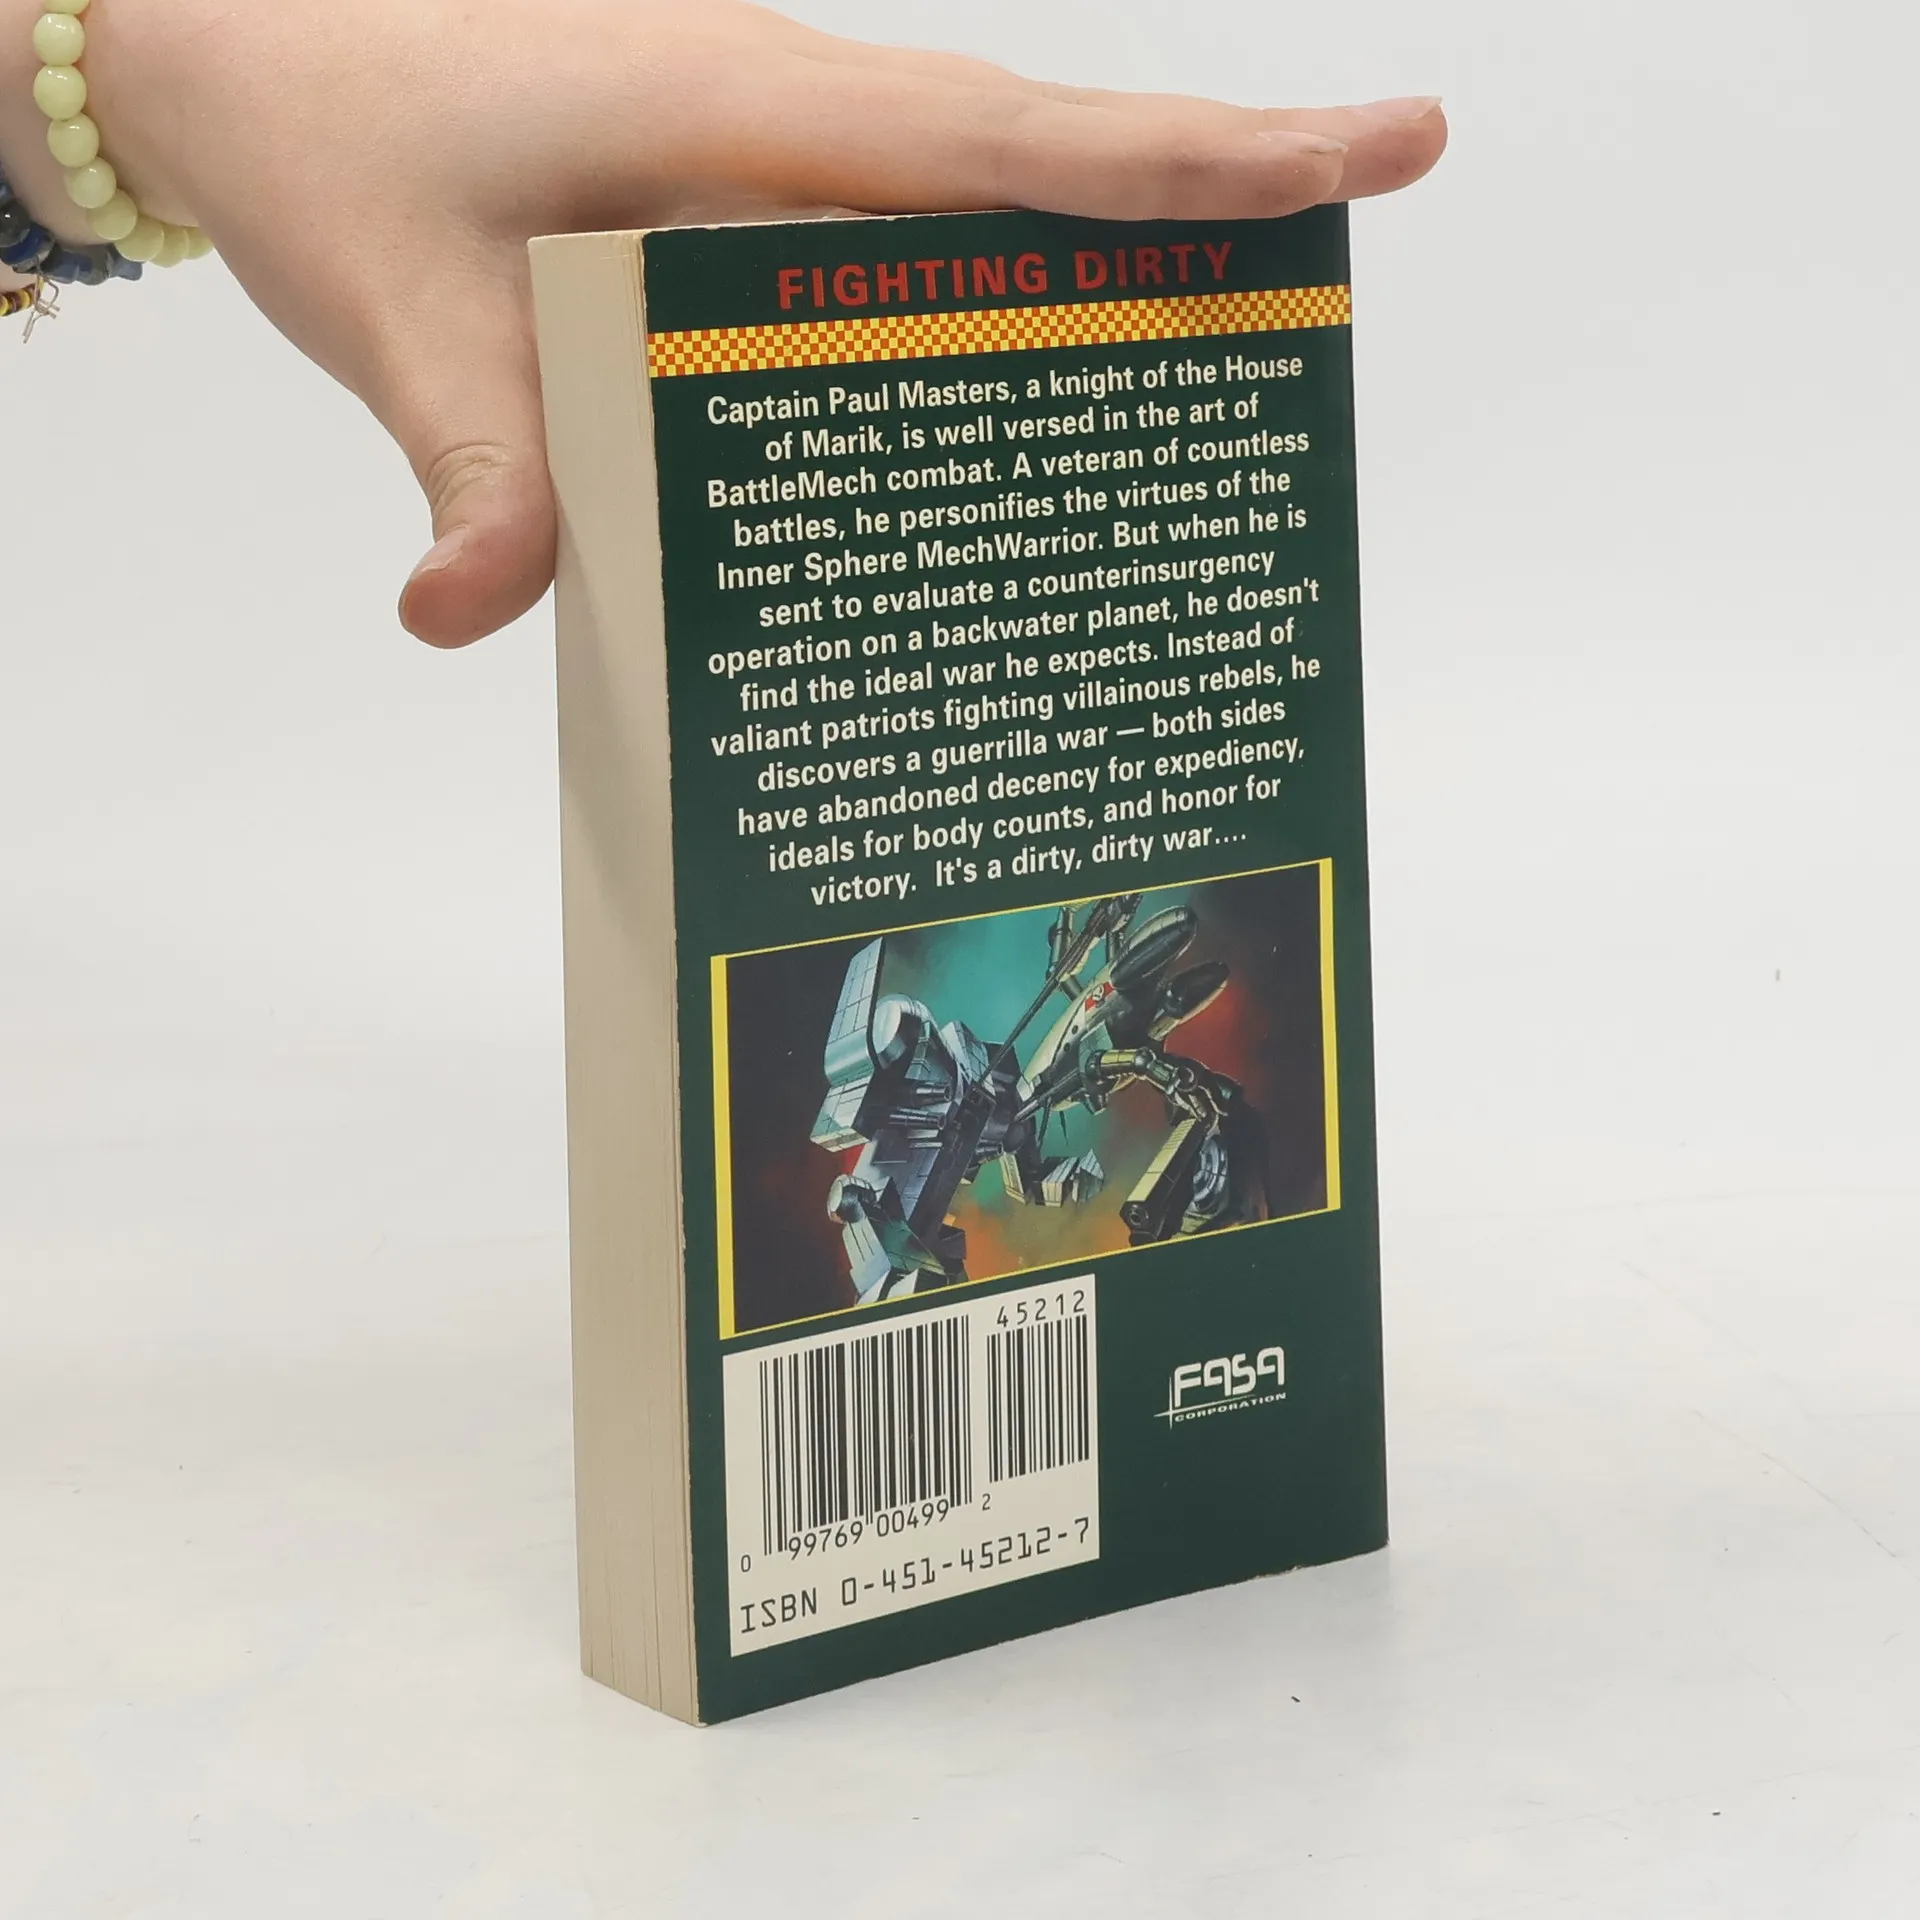 FIGHTING DIRTY
Captain Paul Masters, a knight of the House
of Marik, is well versed in the art of
BattleMech combat. A veteran of countless
battles, he personifies the virtues of the
Inner Sphere MechWarrior. But when he is
sent to evaluate a counterinsurgency
operation on a backwater planet, he doesn't
find the ideal war he expects. Instead of
valiant patriots fighting villainous rebels, he
discovers a guerrilla war — both sides
have abandoned decency for expediency,
ideals for body counts, and honor for
victory. It's a dirty, dirty war....
45212
0 99769 00499 2
ISBN 0-451-45212-7
FASA
CORPORATION